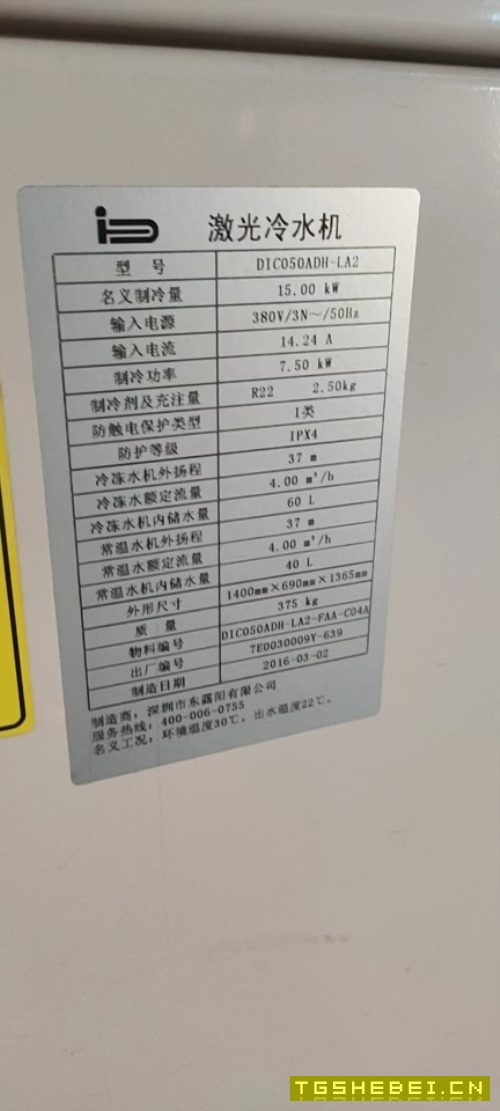 激光冷水机
型 号 DIC050ADH-LA2
名义制冷量 15.00 kW
输入电源 380V/3N～/50Hz
输入电流 14.24 A
制冷功率 7.50 kW
制冷剂及充注量 R22 2.50kg
防触电保护类型 I类
防护等级 IPX4
冷冻水机外扬程 37 m
冷冻水额定流量 4.00 m³/h
冷冻水机内储水量 60 L
常温水机外扬程 37 m
常温水额定流量 4.00 m³/h
常温水机内储水量 40 L
外形尺寸 1400mm×690mm×1365mm
质 量 375 kg
物料编号 DIC050ADH-LA2-FAA-C04A
出厂编号 7E0030009Y-639
制造日期 2016-03-02
制造商：深圳市东露阳有限公司
服务热线：400-006-0755
名义工况：环境温度30℃，出水温度22℃。
TGSHEBEI.CN